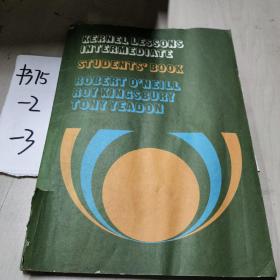 KERNEL LESSONS
INTERMEDIATE
STUDENTS' BOOK
ROBERT O'NEILL
ROY KINGSBURY
TONY YEADON
书75
-2
-3